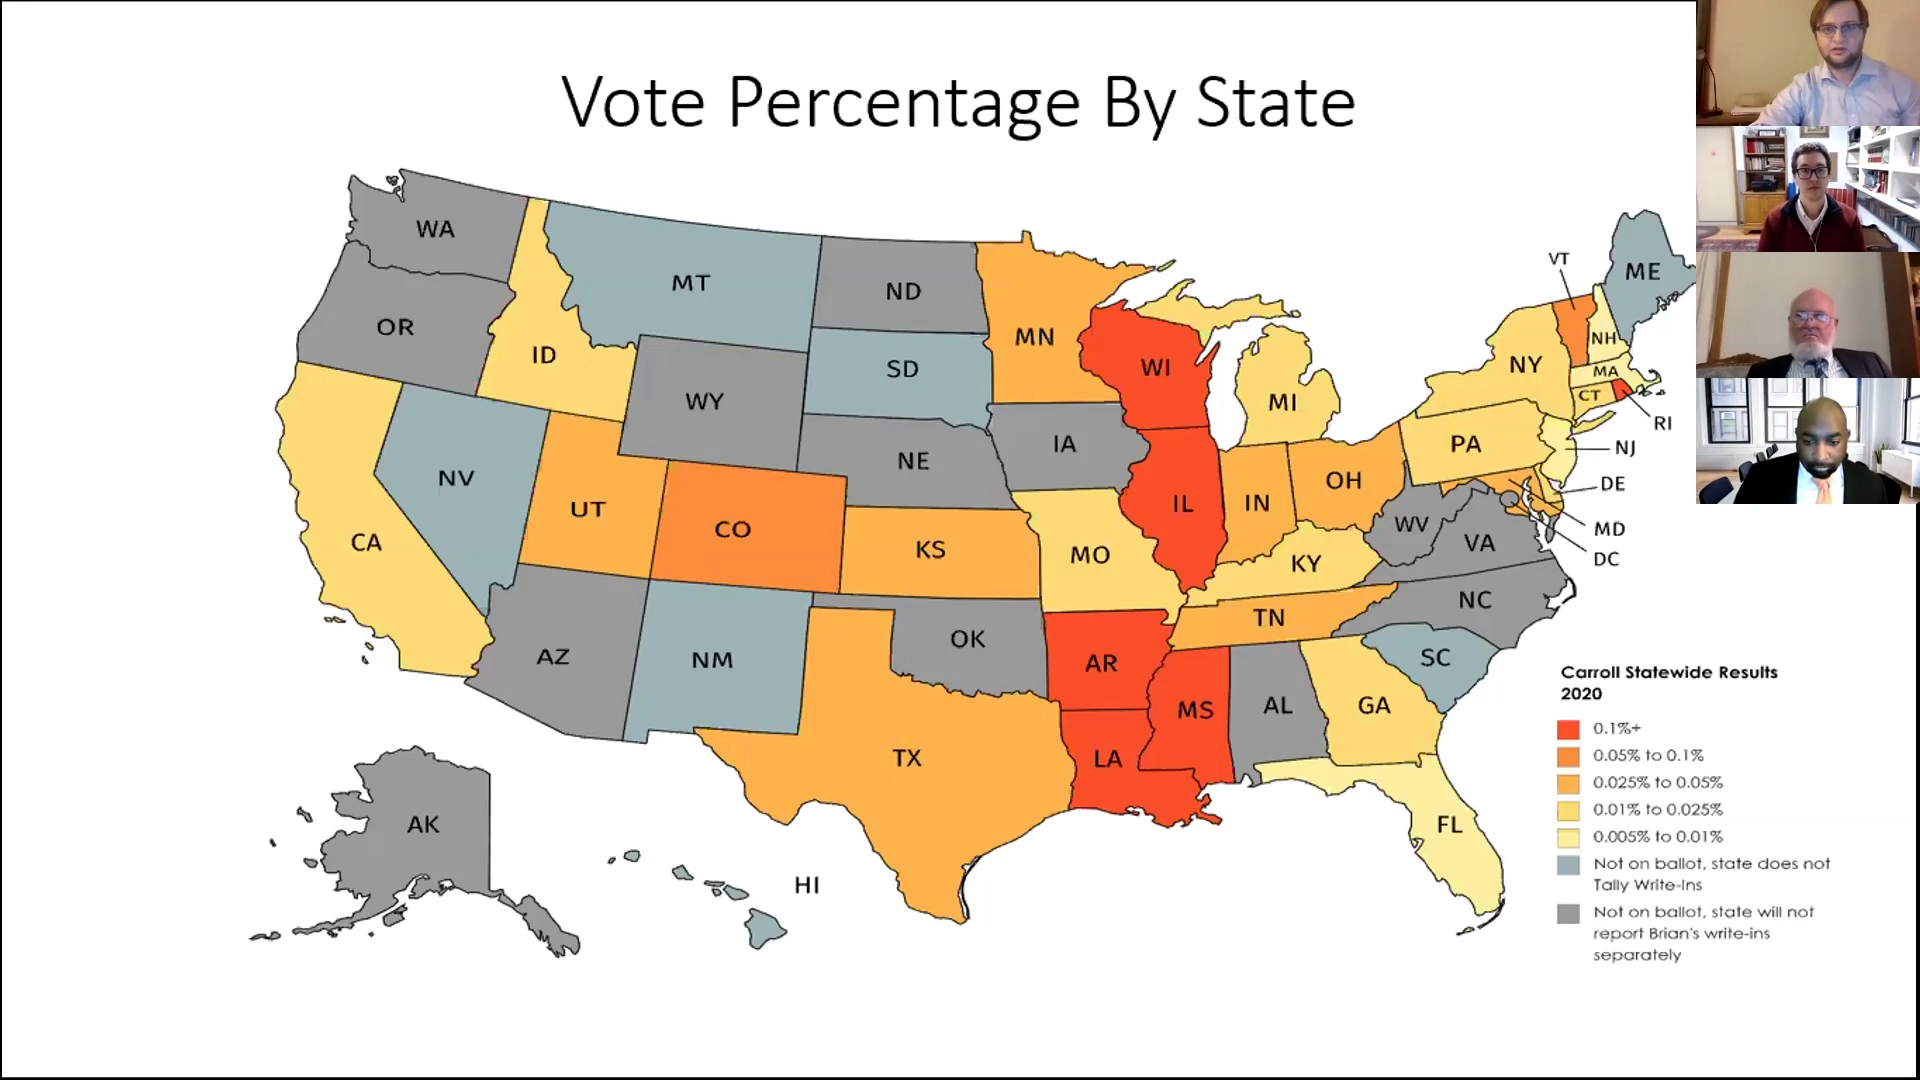 Vote Percentage By State
WA
MT
ND
MN
VT
ME
OR
ID
SD
WI
NH
NY
MA
WY
MI
CT
RI
IA
PA
NJ
NE
NV
OH
DE
UT
IL
IN
CO
WV
MD
CA
KS
MO
VA
DC
KY
NC
TN
OK
AZ
NM
AR
SC
MS
AL
GA
TX
LA
AK
FL
HI
Carroll Statewide Results
2020
0.1%+
0.05% to 0.1%
0.025% to 0.05%
0.01% to 0.025%
0.005% to 0.01%
Not on ballot, state does not
Tally Write-Ins
Not on ballot, state will not
report Brian's write-ins
separately